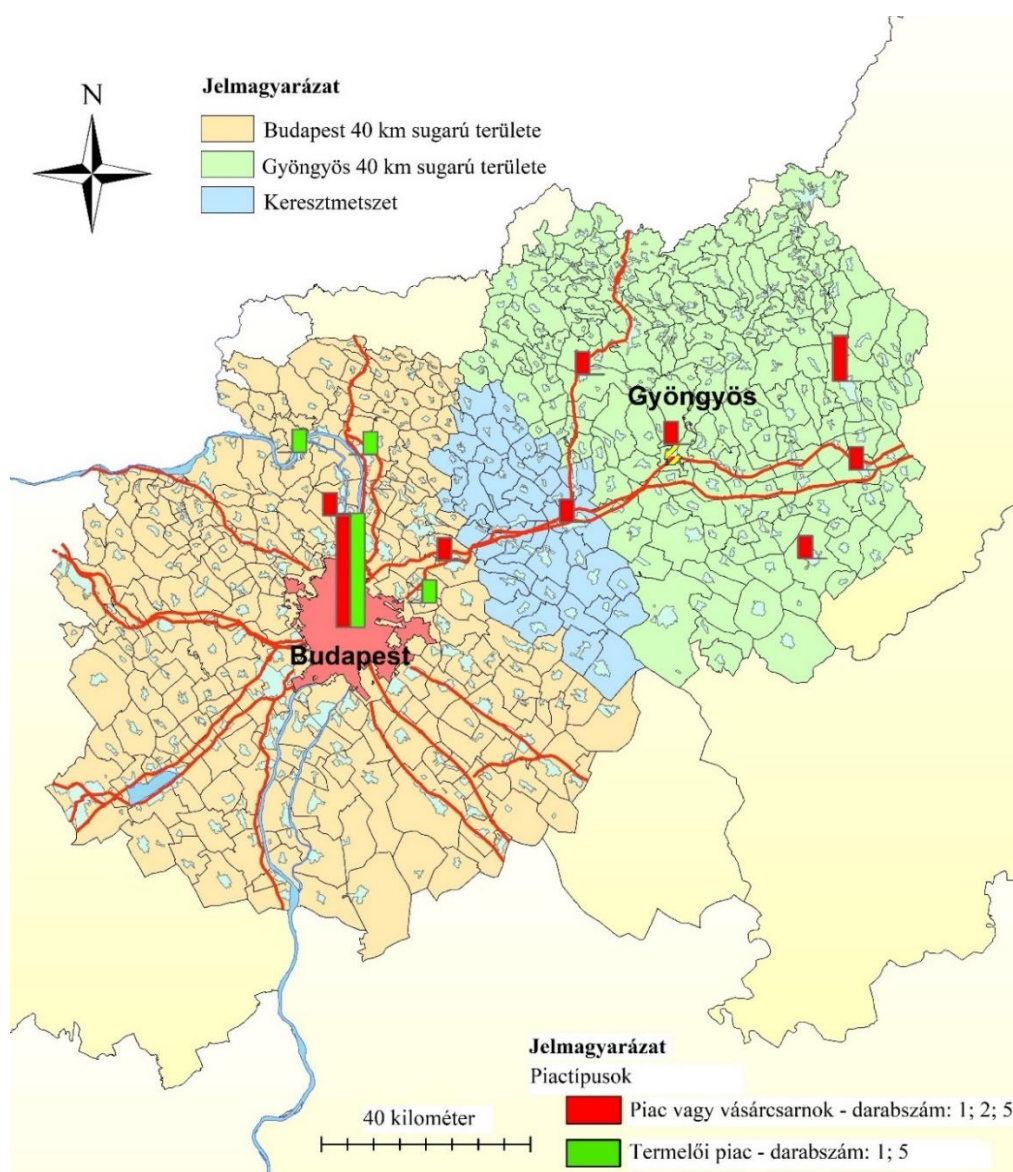 Jelmagyarázat
N
Budapest 40 km sugarú területe
Gyöngyös 40 km sugarú területe
Keresztmetszet
Gyöngyös
Budapest
Jelmagyarázat
Piactípusok
40 kilométer
Piac vagy vásárcsarnok - darabszám: 1; 2; 5
Termelői piac - darabszám: 1; 5